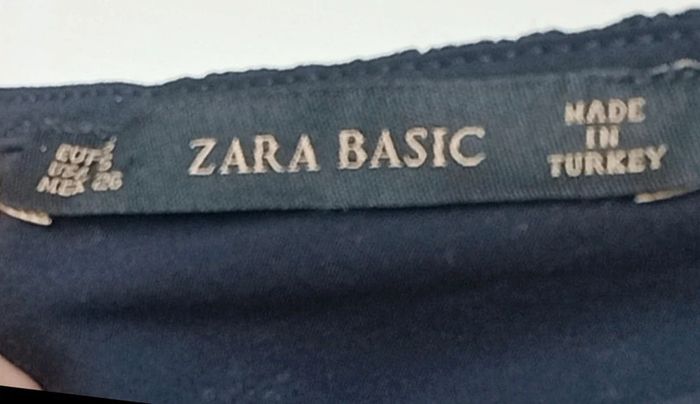 EUR S
USA S
MEX 26
ZARA BASIC
MADE
IN
TURKEY